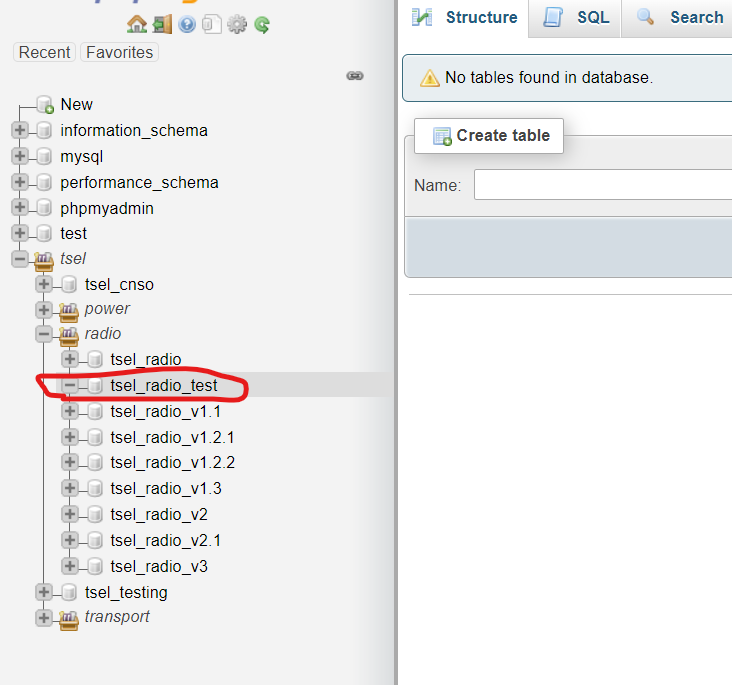 Recent Favorites
New
information_schema
mysql
performance_schema
phpmyadmin
test
tsel
tsel_cnso
power
radio
tsel_radio
tsel_radio_test
tsel_radio_v1.1
tsel_radio_v1.2.1
tsel_radio_v1.2.2
tsel_radio_v1.3
tsel_radio_v2
tsel_radio_v2.1
tsel_radio_v3
tsel_testing
transport
Structure SQL Search
No tables found in database.
Create table
Name: